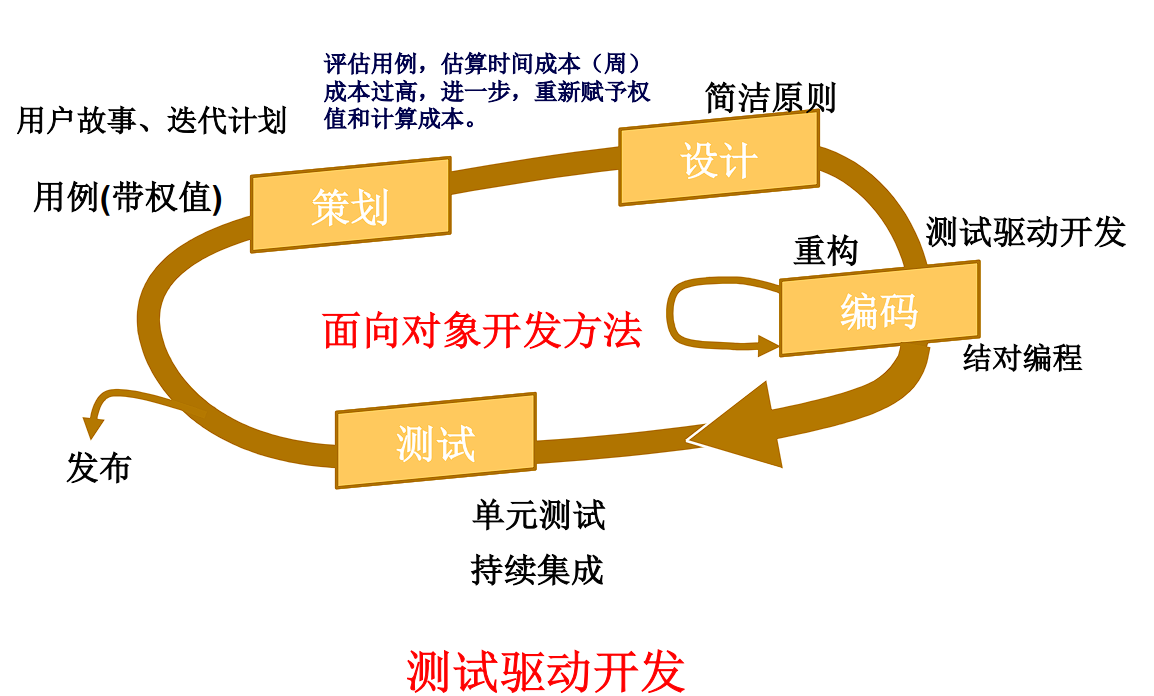 评估用例，估算时间成本（周）
成本过高，进一步，重新赋予权
值和计算成本。
简洁原则
用户故事、迭代计划
设计
用例(带权值)
策划
测试驱动开发
重构
编码
面向对象开发方法
结对编程
测试
发布
单元测试
持续集成
测试驱动开发